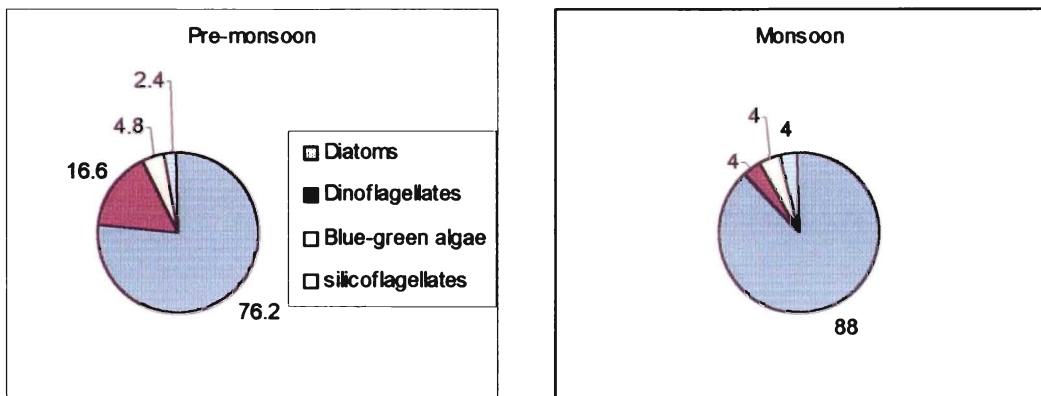 Pre-monsoon
2.4
4.8
16.6
76.2
Diatoms
Dinoflagellates
Blue-green algae
silicoflagellates
Monsoon
4
4
4
88